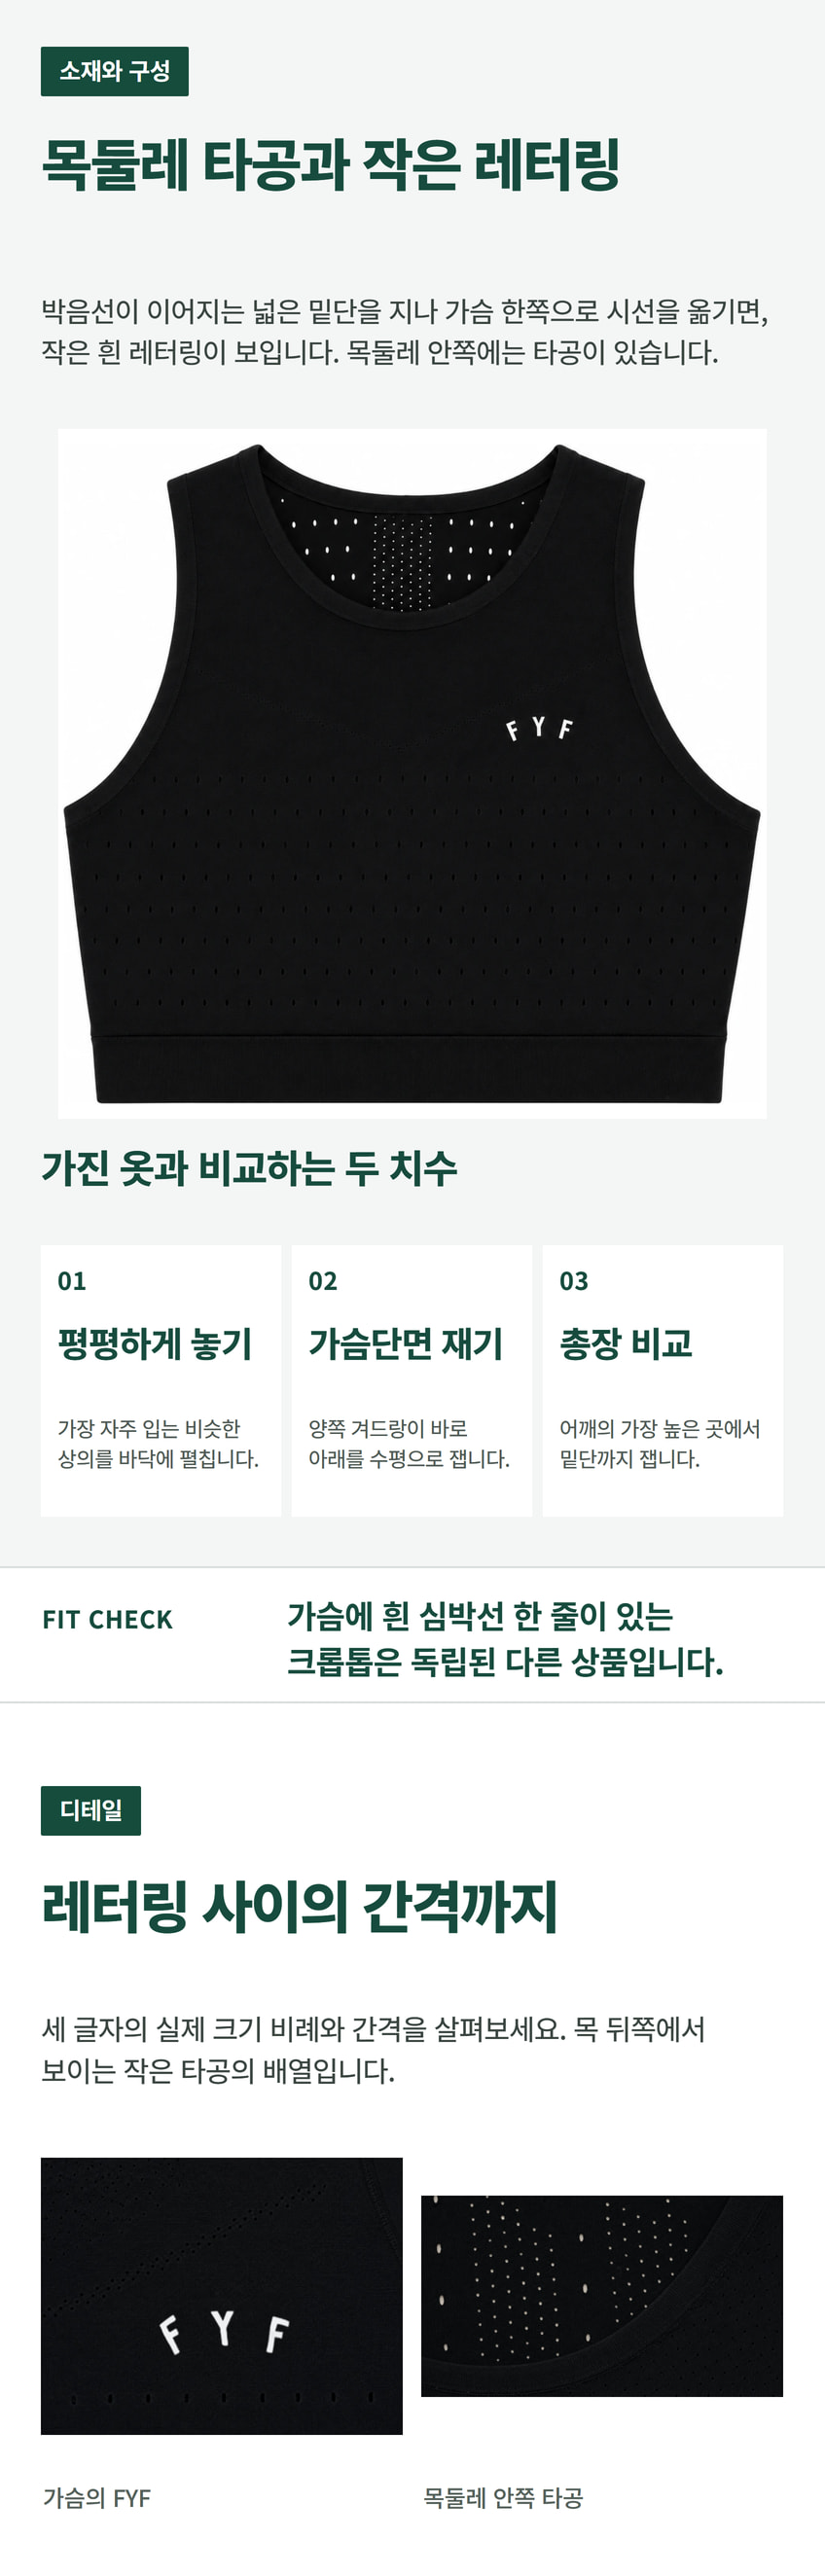 소재와 구성
목둘레 타공과 작은 레터링
박음선이 이어지는 넓은 밑단을 지나 가슴 한쪽으로 시선을 옮기면,
작은 흰 레터링이 보입니다. 목둘레 안쪽에는 타공이 있습니다.
FYF
가진 옷과 비교하는 두 치수
01
평평하게 놓기
가장 자주 입는 비슷한
상의를 바닥에 펼칩니다.
02
가슴단면 재기
양쪽 겨드랑이 바로
아래를 수평으로 잽니다.
03
총장 비교
어깨의 가장 높은 곳에서
밑단까지 잽니다.
FIT CHECK
가슴에 흰 심박선 한 줄이 있는
크롭톱은 독립된 다른 상품입니다.
디테일
레터링 사이의 간격까지
세 글자의 실제 크기 비례와 간격을 살펴보세요. 목 뒤쪽에서
보이는 작은 타공의 배열입니다.
FYF
가슴의 FYF
목둘레 안쪽 타공